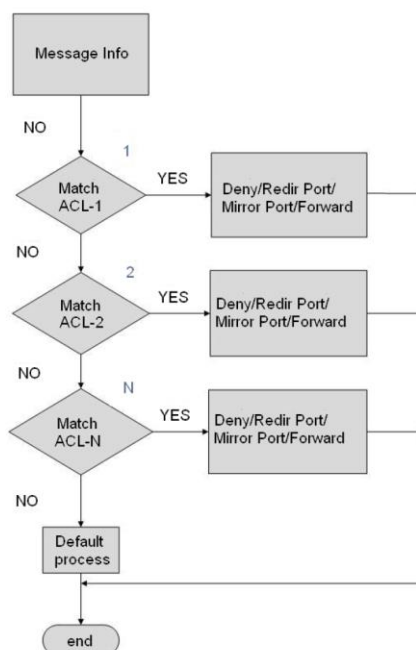 Message Info
NO
1
Match
ACL-1
YES
Deny/Redir Port/
Mirror Port/Forward
NO
2
Match
ACL-2
YES
Deny/Redir Port/
Mirror Port/Forward
NO
N
Match
ACL-N
YES
Deny/Redir Port/
Mirror Port/Forward
NO
Default
process
end